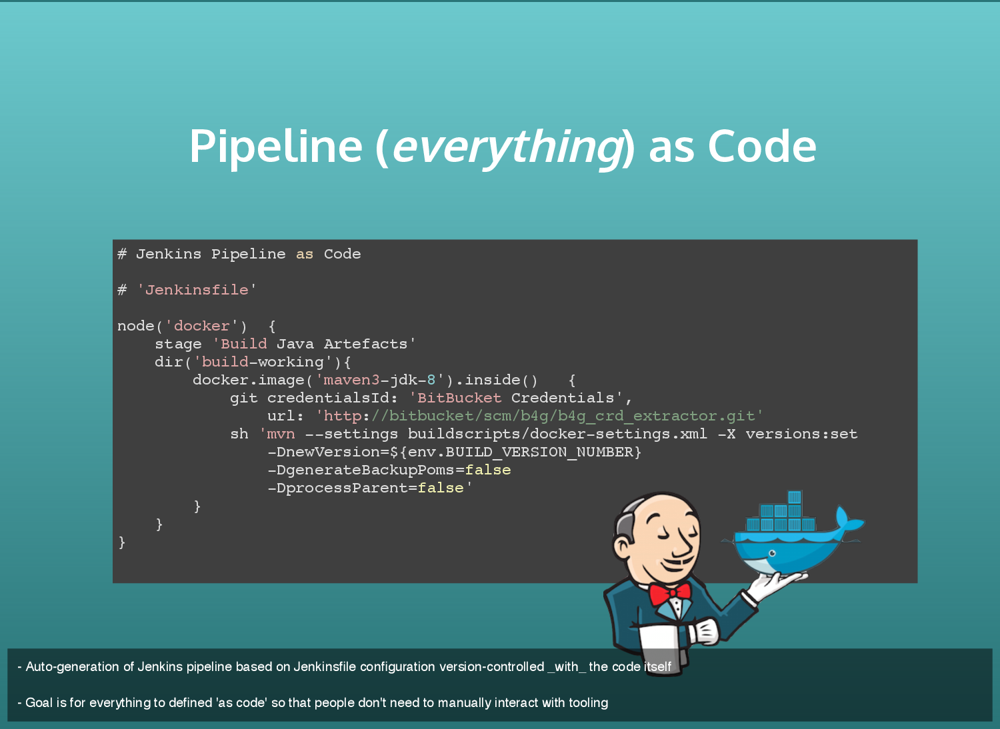 Pipeline (everything) as Code
# Jenkins Pipeline as Code
# 'Jenkinsfile'
node('docker')  {
    stage 'Build Java Artefacts'
    dir('build-working'){
        docker.image('maven3-jdk-8').inside()   {
            git credentialsId: 'BitBucket Credentials',
                url: 'http://bitbucket/scm/b4g/b4g_crd_extractor.git'
            sh 'mvn --settings buildscripts/docker-settings.xml -X versions:set
                -DnewVersion=${env.BUILD_VERSION_NUMBER}
                -DgenerateBackupPoms=false
                -DprocessParent=false'
        }
    }
}
- Auto-generation of Jenkins pipeline based on Jenkinsfile configuration version-controlled _with_ the code itself
- Goal is for everything to defined 'as code' so that people don't need to manually interact with tooling